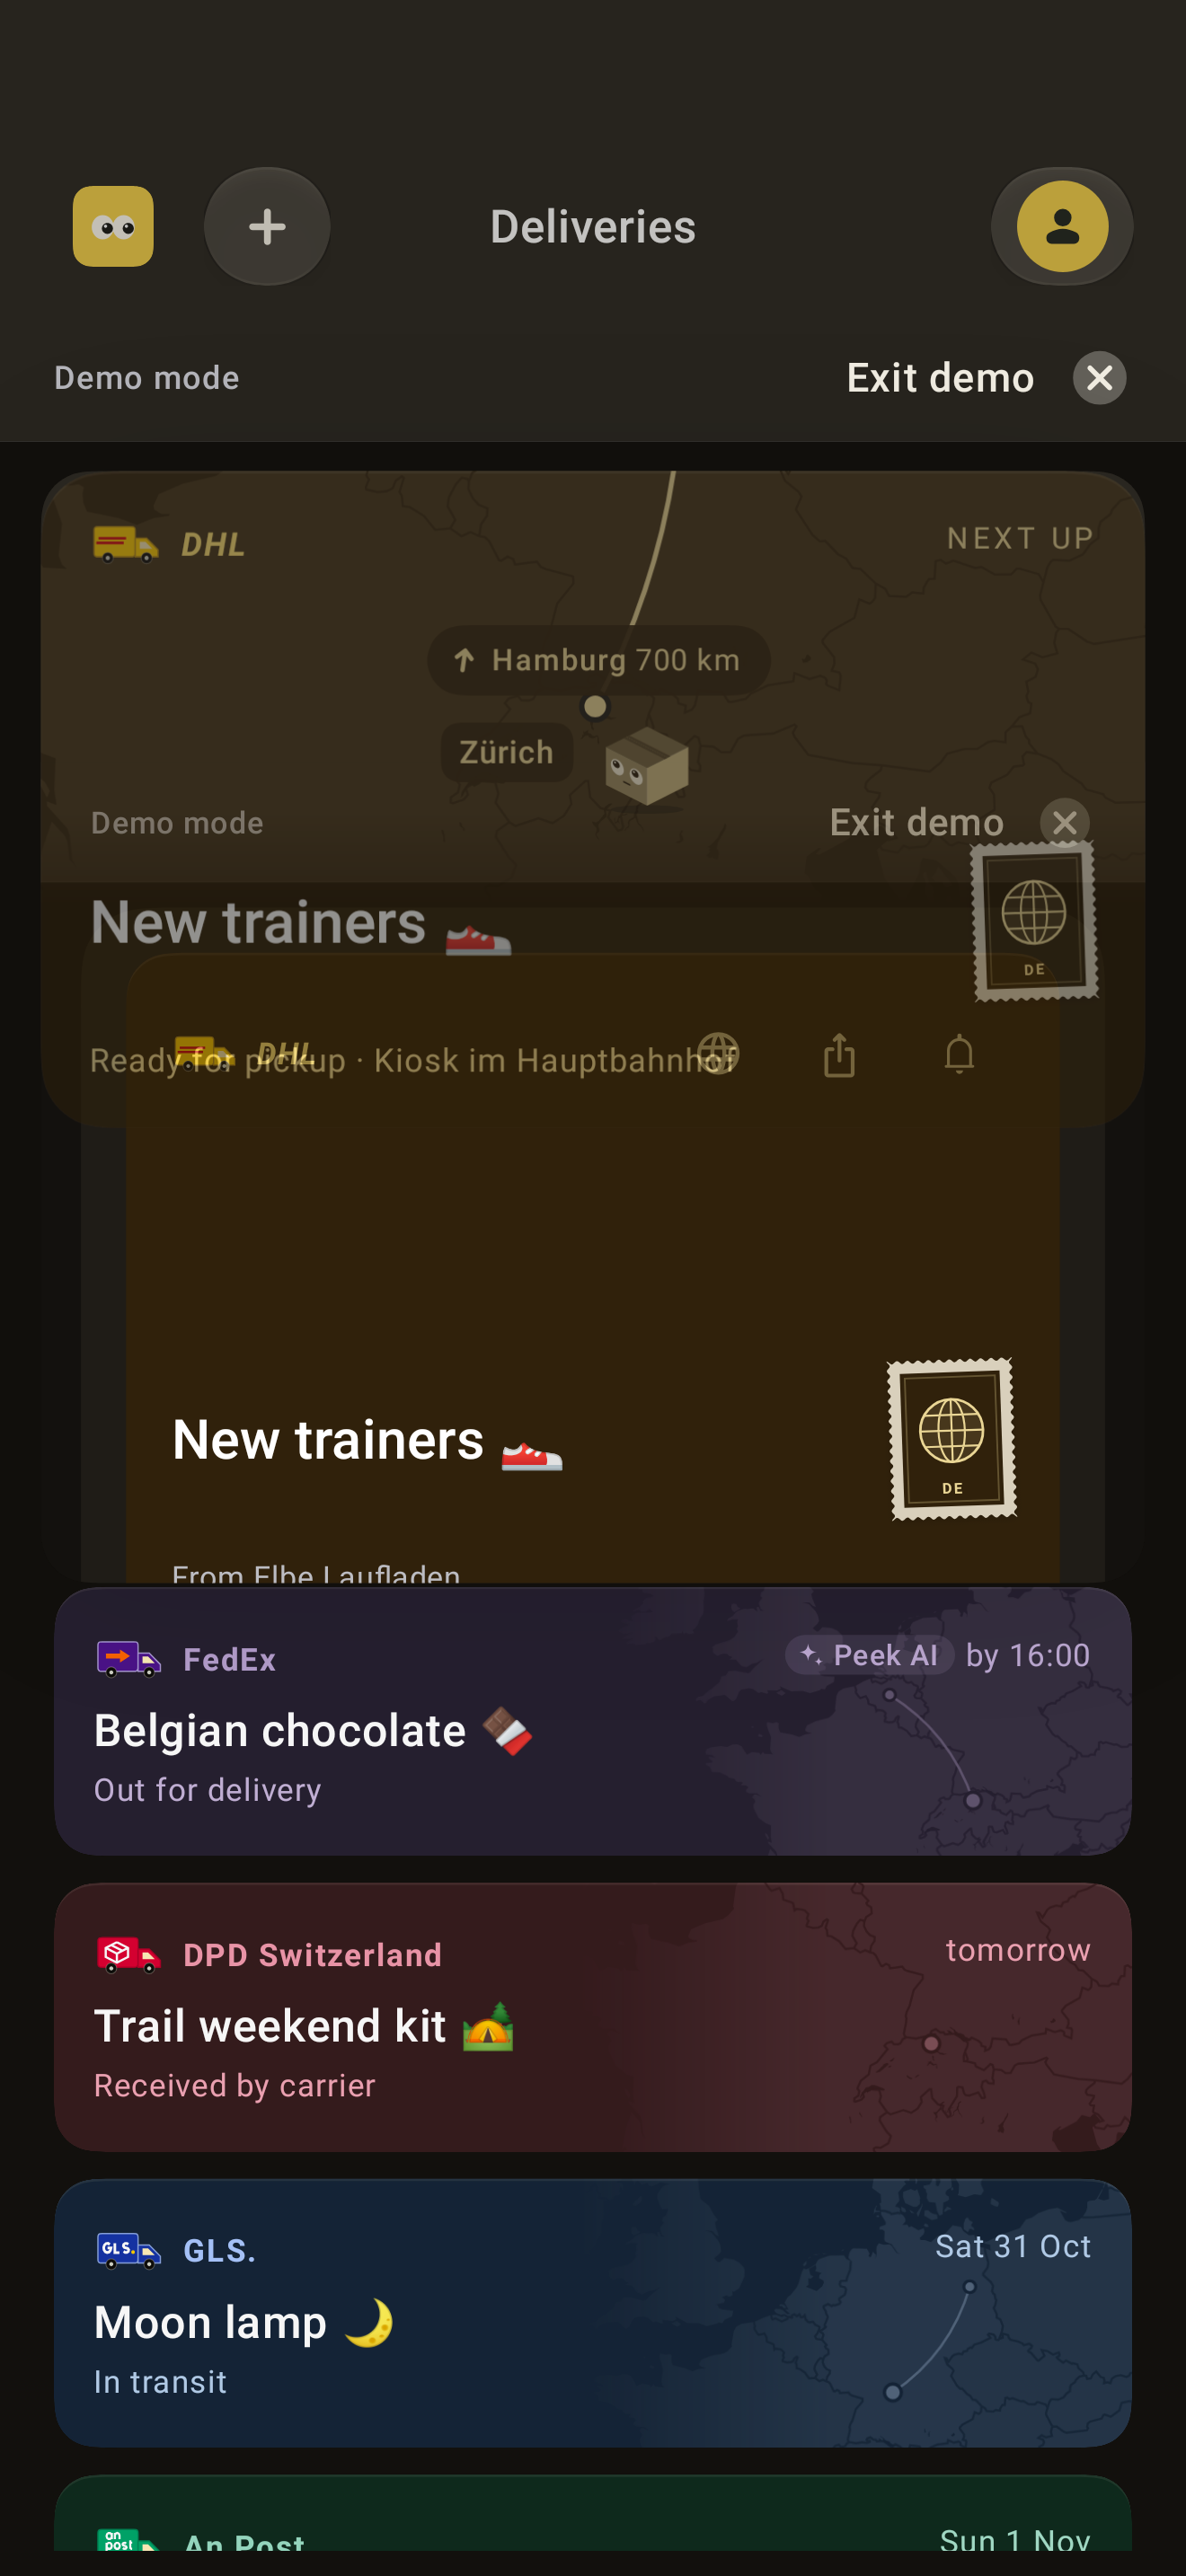 Deliveries
Demo mode
Exit demo
DHL
NEXT UP
Hamburg 700 km
Zürich
Demo mode
Exit demo
New trainers
DE
DHL
Ready for pickup · Kiosk im Hauptbahnhof
New trainers
DE
From Elbe Laufladen
FedEx
Peek AI by 16:00
Belgian chocolate
Out for delivery
DPD Switzerland
tomorrow
Trail weekend kit
Received by carrier
GLS.
GLS.
Sat 31 Oct
Moon lamp
In transit
an post
An Post
Sun 1 Nov